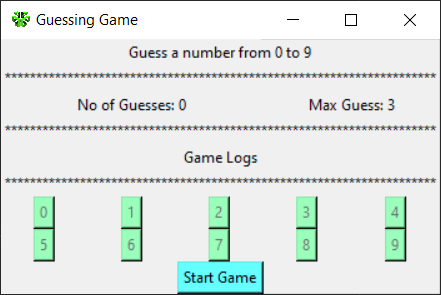 Guessing Game
Guess a number from 0 to 9
**********************************************************************
No of Guesses: 0 Max Guess: 3
**********************************************************************
Game Logs
**********************************************************************
0 1 2 3 4
5 6 7 8 9
Start Game